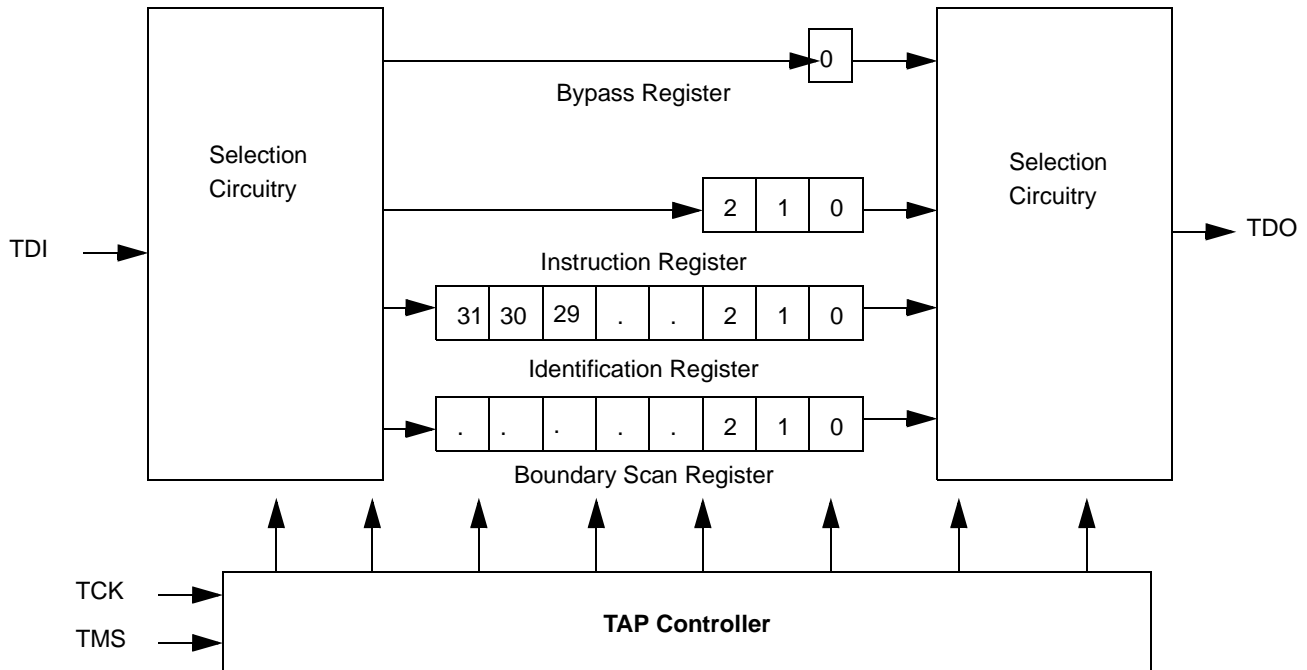 0
Bypass Register
Selection
Circuitry
Selection
Circuitry
2 1 0
TDI
TDO
Instruction Register
31 30 29 . . 2 1 0
Identification Register
. . . . . 2 1 0
Boundary Scan Register
TCK
TMS
TAP Controller